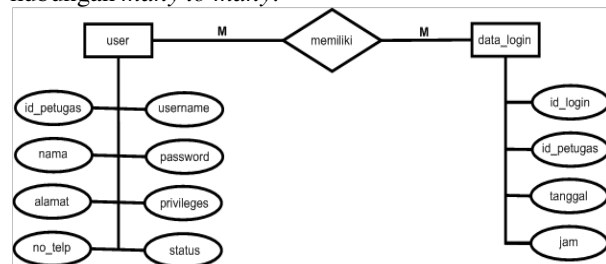 hubungan many to many.
user M memiliki M data_login
id_petugas username id_login
nama password id_petugas
alamat privileges tanggal
no_telp status jam